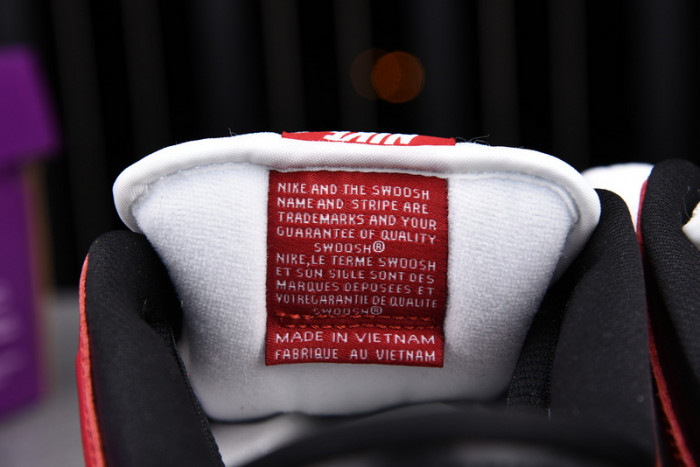 NIKE
NIKE AND THE SWOOSH
NAME AND STRIPE ARE
TRADEMARKS AND YOUR
GUARANTEE OF QUALITY
SWOOSH®
NIKE, LE TERME SWOOSH
ET SON SIGLE SONT DES
MARQUES DEPOSEES ET
VOTREGARANTIE DE QUALITE
SWOOSH®
MADE IN VIETNAM
FABRIQUE AU VIETNAM